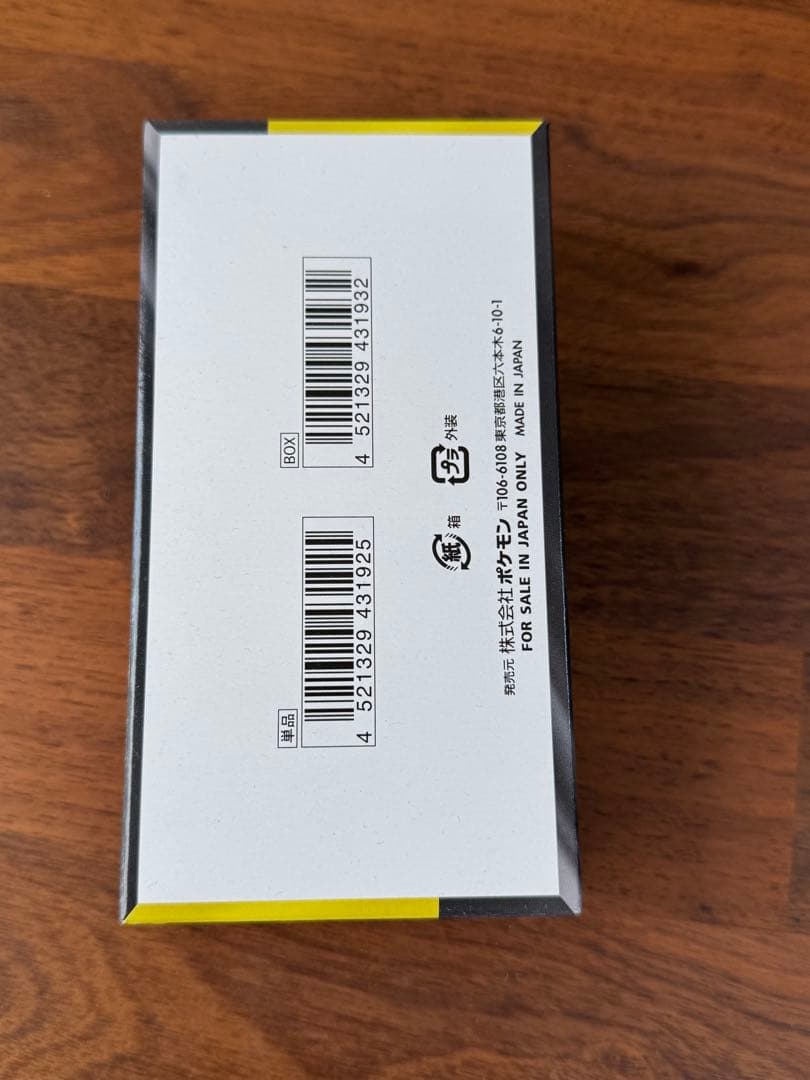 単品
4 521329 431925
BOX
4 521329 431932
紙 箱
プラ 外装
発売元 株式会社ポケモン 〒106-6108 東京都港区六本木6-10-1
FOR SALE IN JAPAN ONLY MADE IN JAPAN